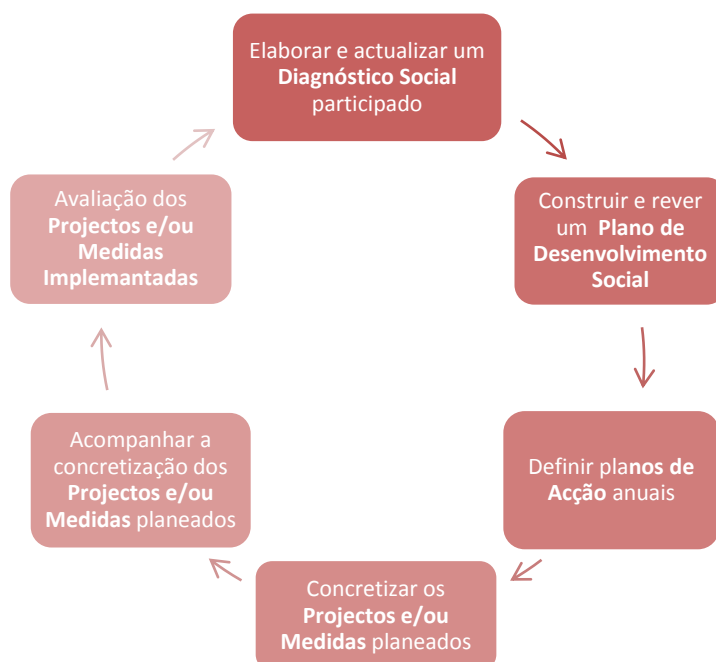 Elaborar e actualizar um
Diagnóstico Social
participado
Construir e rever
um Plano de
Desenvolvimento
Social
Definir planos de
Acção anuais
Concretizar os
Projectos e/ou
Medidas planeados
Acompanhar a
concretização dos
Projectos e/ou
Medidas planeados
Avaliação dos
Projectos e/ou
Medidas
Implemantadas